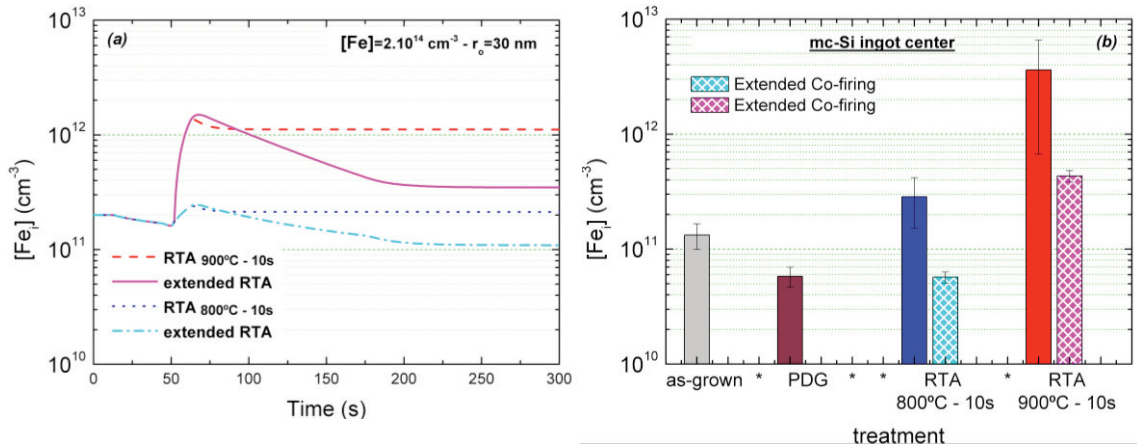 (a)
[Fe]=2.10¹⁴ cm⁻³ - rₒ=30 nm
10¹³
10¹²
10¹¹
10¹⁰
[Feᵢ] (cm⁻³)
RTA 900ºC - 10s
extended RTA
RTA 800ºC - 10s
extended RTA
0 50 100 150 200 250 300
Time (s)
mc-Si ingot center
(b)
Extended Co-firing
Extended Co-firing
10¹³
10¹²
10¹¹
10¹⁰
[Feᵢ] (cm⁻³)
as-grown * PDG * * RTA * RTA
800ºC - 10s 900ºC - 10s
treatment